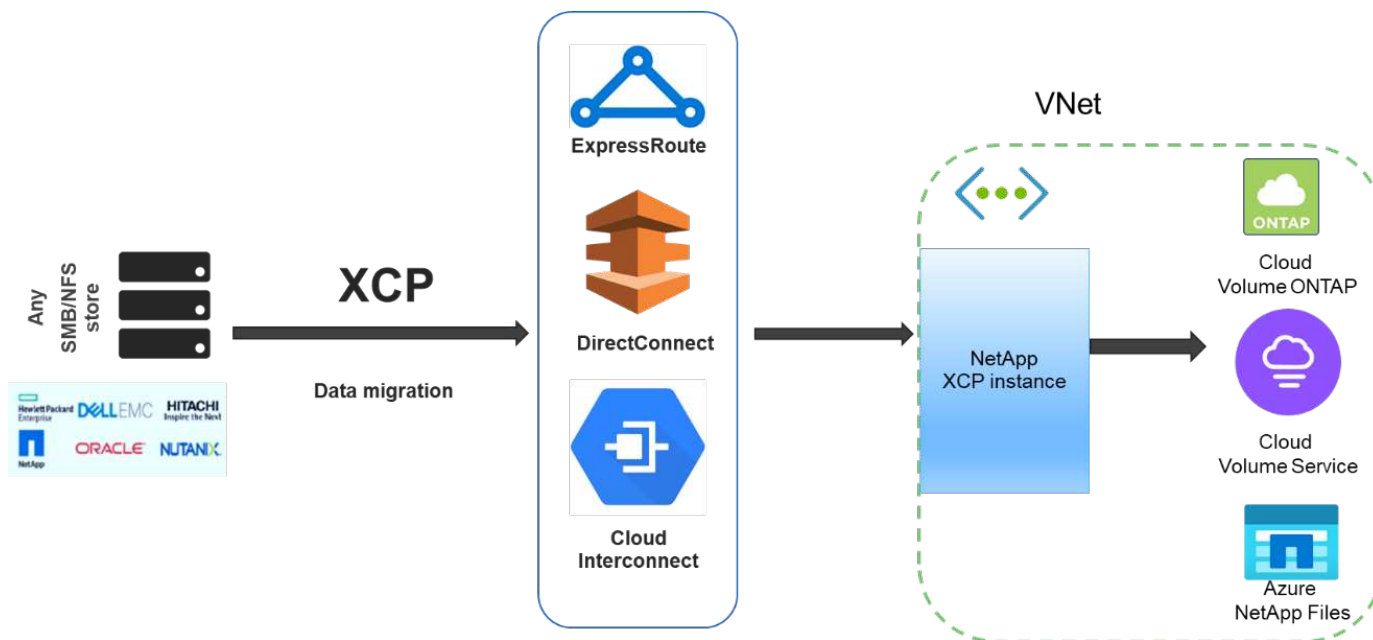 Any
SMB/NFS
store
Hewlett Packard
Enterprise
DELLEMC
HITACHI
Inspire the Next
NetApp
ORACLE
NUTANIX
XCP
Data migration
ExpressRoute
DirectConnect
Cloud
Interconnect
VNet
NetApp
XCP instance
ONTAP
Cloud
Volume ONTAP
Cloud
Volume Service
Azure
NetApp Files